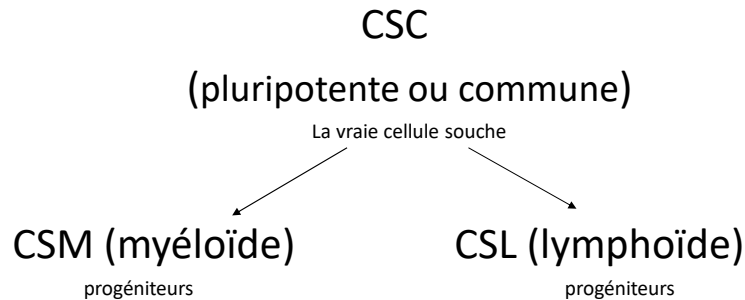 CSC
(pluripotente ou commune)
La vraie cellule souche
CSM (myéloïde)
CSL (lymphoïde)
progéniteurs
progéniteurs